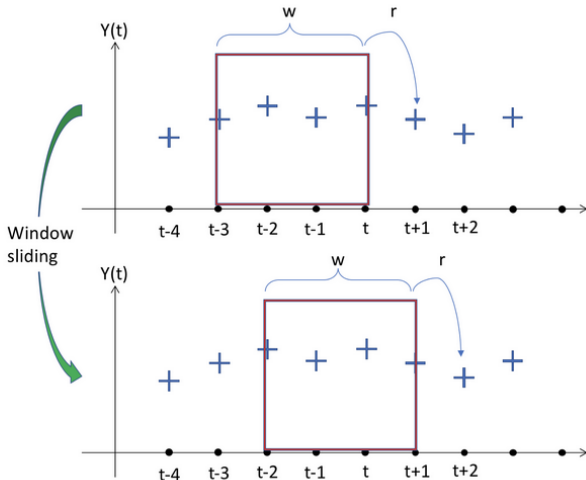 w r
Y(t)
t-4 t-3 t-2 t-1 t t+1 t+2
Window
sliding
w r
Y(t)
t-4 t-3 t-2 t-1 t t+1 t+2